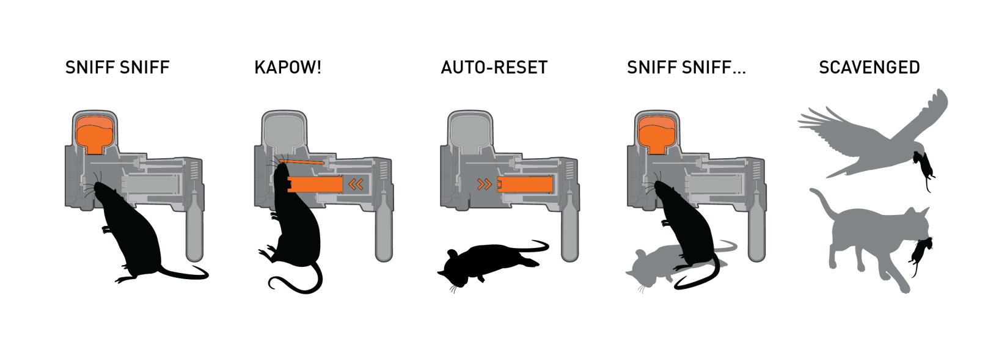 SNIFF SNIFF
KAPOW!
AUTO-RESET
SNIFF SNIFF...
SCAVENGED